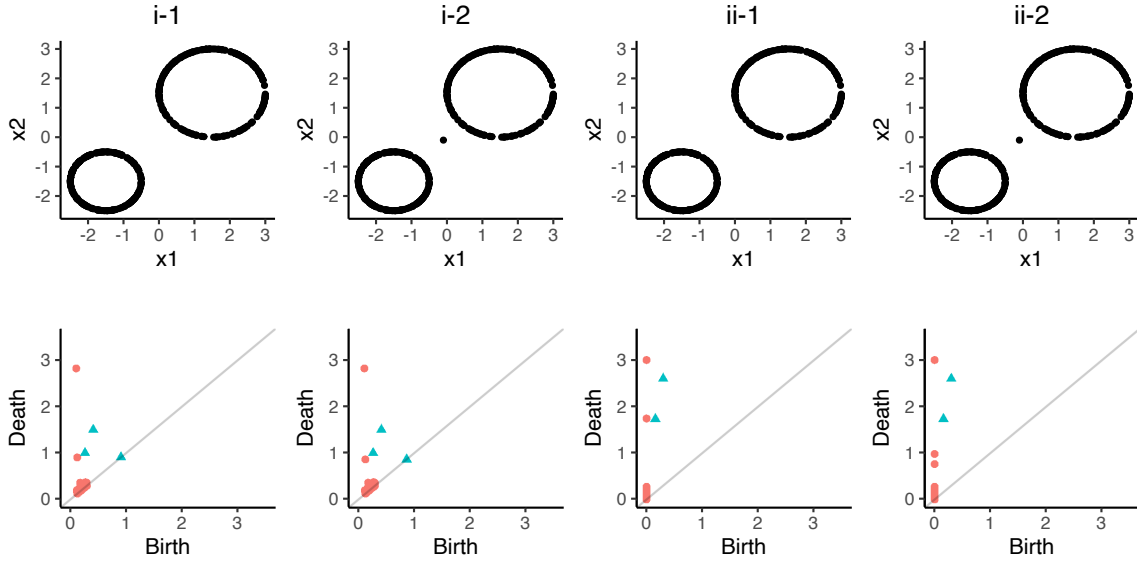 i-1 i-2 ii-1 ii-2
3 3 3 3
2 2 2 2
1 1 1 1
0 0 0 0
-1 -1 -1 -1
-2 -2 -2 -2
x2 x2 x2 x2
-2 -1 0 1 2 3 -2 -1 0 1 2 3 -2 -1 0 1 2 3 -2 -1 0 1 2 3
x1 x1 x1 x1
3 3 3 3
2 2 2 2
1 1 1 1
0 0 0 0
Death Death Death Death
0 1 2 3 0 1 2 3 0 1 2 3 0 1 2 3
Birth Birth Birth Birth